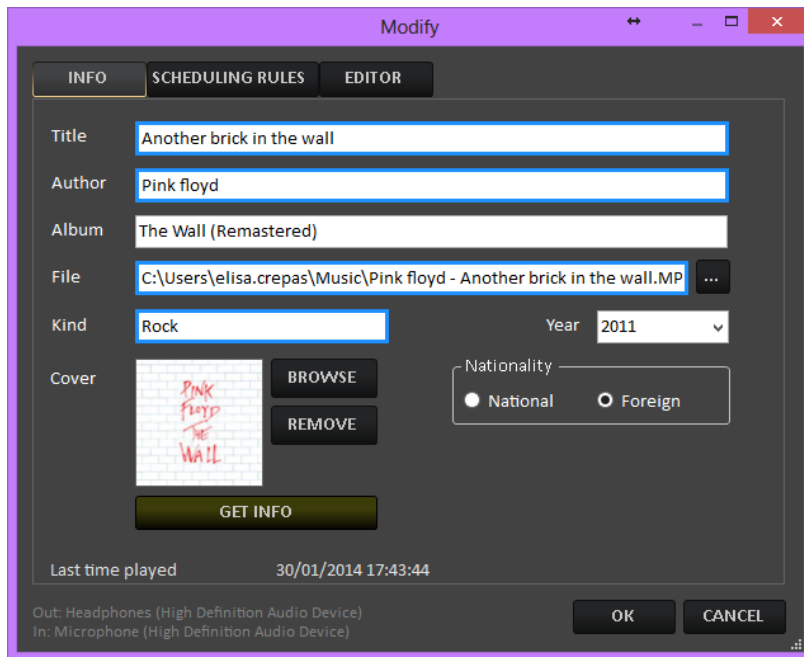 Modify
INFO SCHEDULING RULES EDITOR
Title Another brick in the wall
Author Pink floyd
Album The Wall (Remastered)
File C:\Users\elisa.crepas\Music\Pink floyd - Another brick in the wall.MP ...
Kind Rock Year 2011
Nationality
Cover BROWSE
National Foreign
REMOVE
PINK
FLOYD
THE
WALL
GET INFO
Last time played 30/01/2014 17:43:44
Out: Headphones (High Definition Audio Device)
In: Microphone (High Definition Audio Device)
OK CANCEL